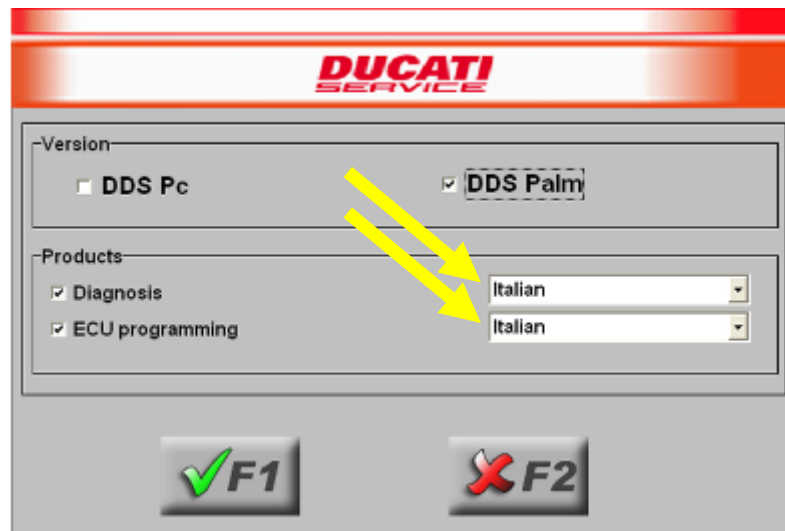 DUCATI
SERVICE
Version
DDS Pc
DDS Palm
Products
Diagnosis
Italian
ECU programming
Italian
F1
F2